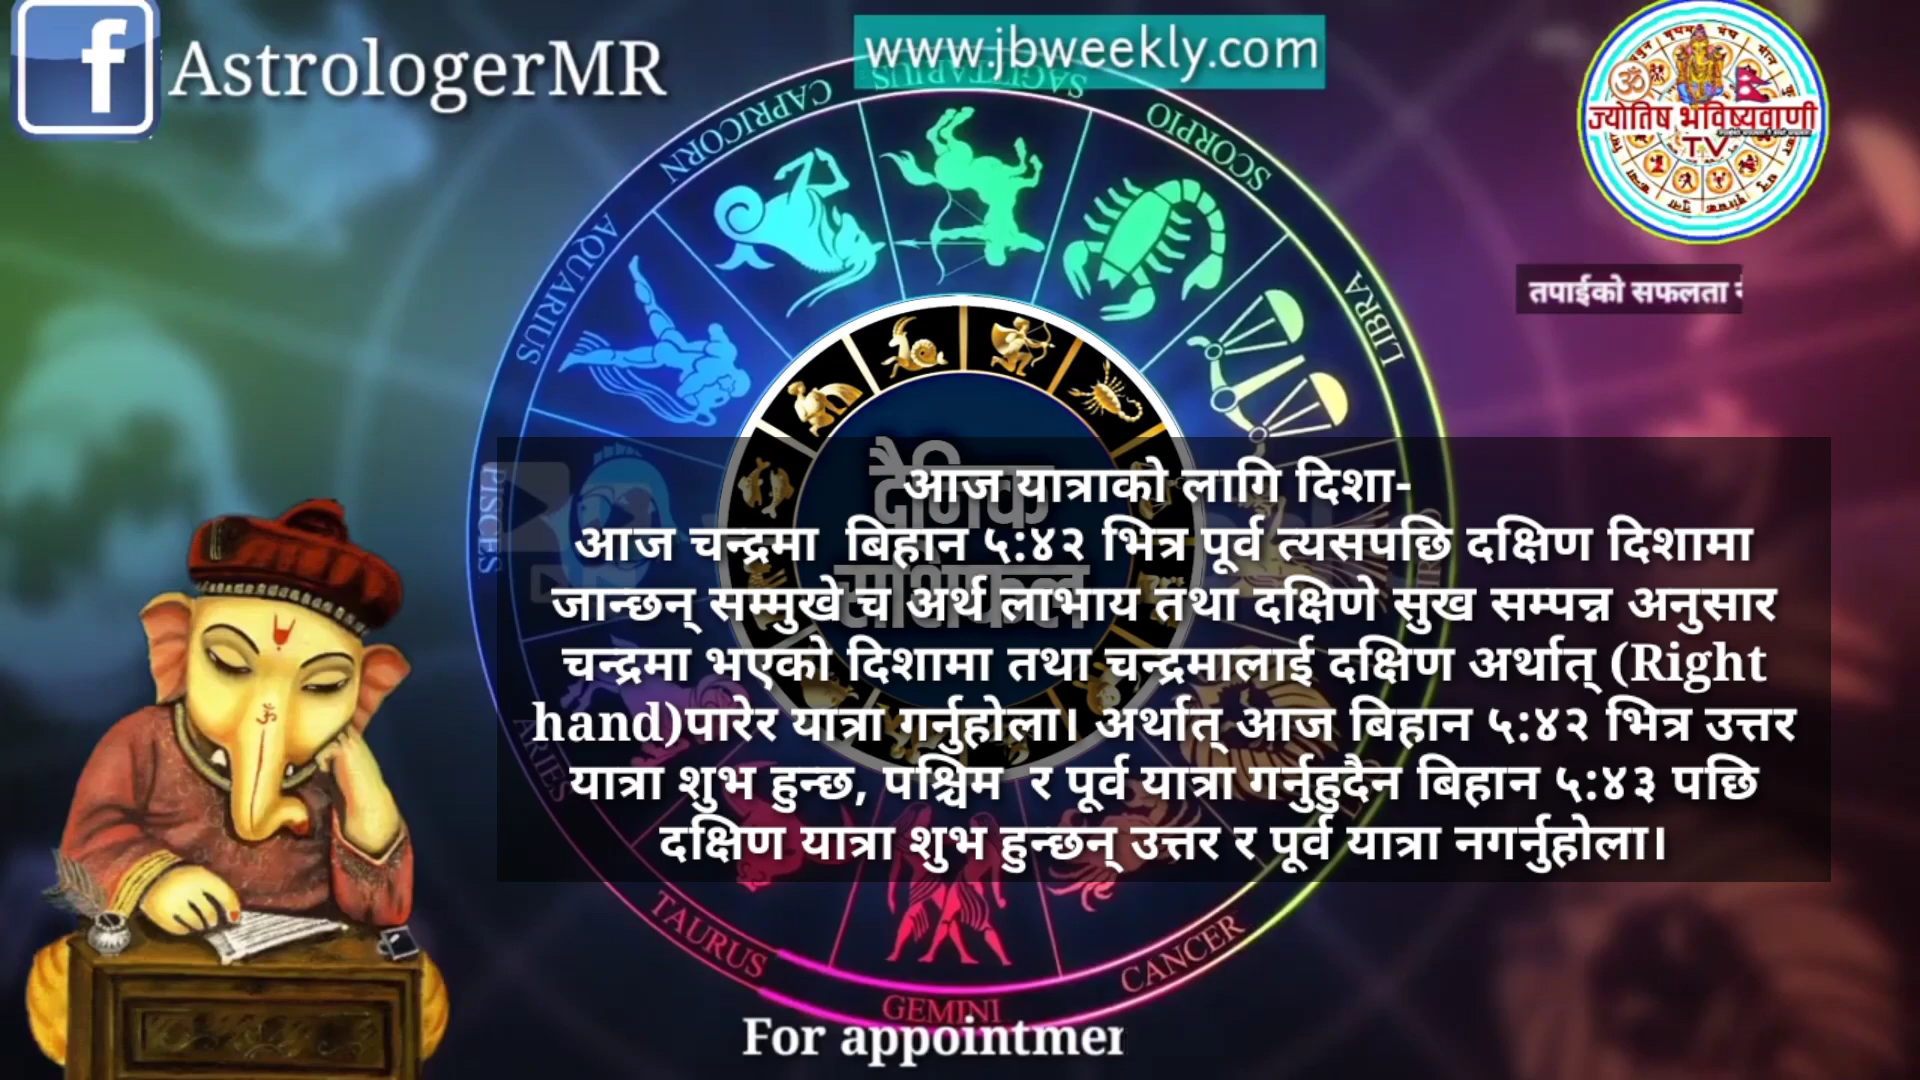 AstrologerMR
www.jbweekly.com
ज्योतिष भविष्यवाणी
TV
तपाईको सफलता
SAGITTARIUS
CAPRICORN
SCORPIO
AQUARIUS
LIBRA
PISCES
दैनिक
राशिफल
आज यात्राको लागि दिशा-
आज चन्द्रमा बिहान ५:४२ भित्र पूर्व त्यसपछि दक्षिण दिशामा
जान्छन् सम्मुखे च अर्थ लाभाय तथा दक्षिणे सुख सम्पन्न अनुसार
चन्द्रमा भएको दिशामा तथा चन्द्रमालाई दक्षिण अर्थात् (Right
hand)पारेर यात्रा गर्नुहोला। अर्थात् आज बिहान ५:४२ भित्र उत्तर
यात्रा शुभ हुन्छ, पश्चिम र पूर्व यात्रा गर्नुहुदैन बिहान ५:४३ पछि
दक्षिण यात्रा शुभ हुन्छन् उत्तर र पूर्व यात्रा नगर्नुहोला।
ARIES
TAURUS
GEMINI
CANCER
For appointmen